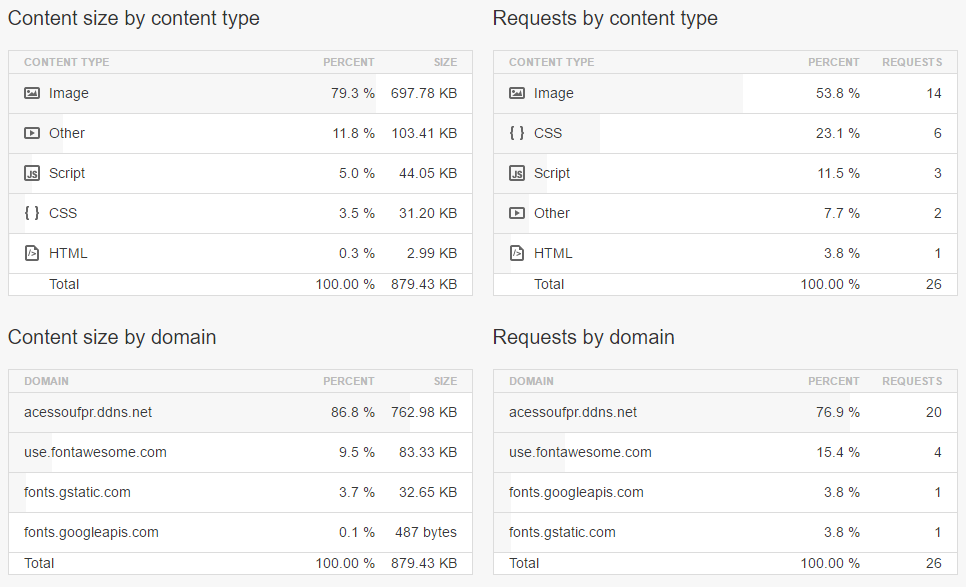 Content size by content type
CONTENT TYPE PERCENT SIZE
Image 79.3 % 697.78 KB
Other 11.8 % 103.41 KB
Script 5.0 % 44.05 KB
CSS 3.5 % 31.20 KB
HTML 0.3 % 2.99 KB
Total 100.00 % 879.43 KB
Requests by content type
CONTENT TYPE PERCENT REQUESTS
Image 53.8 % 14
CSS 23.1 % 6
Script 11.5 % 3
Other 7.7 % 2
HTML 3.8 % 1
Total 100.00 % 26
Content size by domain
DOMAIN PERCENT SIZE
acessoufpr.ddns.net 86.8 % 762.98 KB
use.fontawesome.com 9.5 % 83.33 KB
fonts.gstatic.com 3.7 % 32.65 KB
fonts.googleapis.com 0.1 % 487 bytes
Total 100.00 % 879.43 KB
Requests by domain
DOMAIN PERCENT REQUESTS
acessoufpr.ddns.net 76.9 % 20
use.fontawesome.com 15.4 % 4
fonts.googleapis.com 3.8 % 1
fonts.gstatic.com 3.8 % 1
Total 100.00 % 26